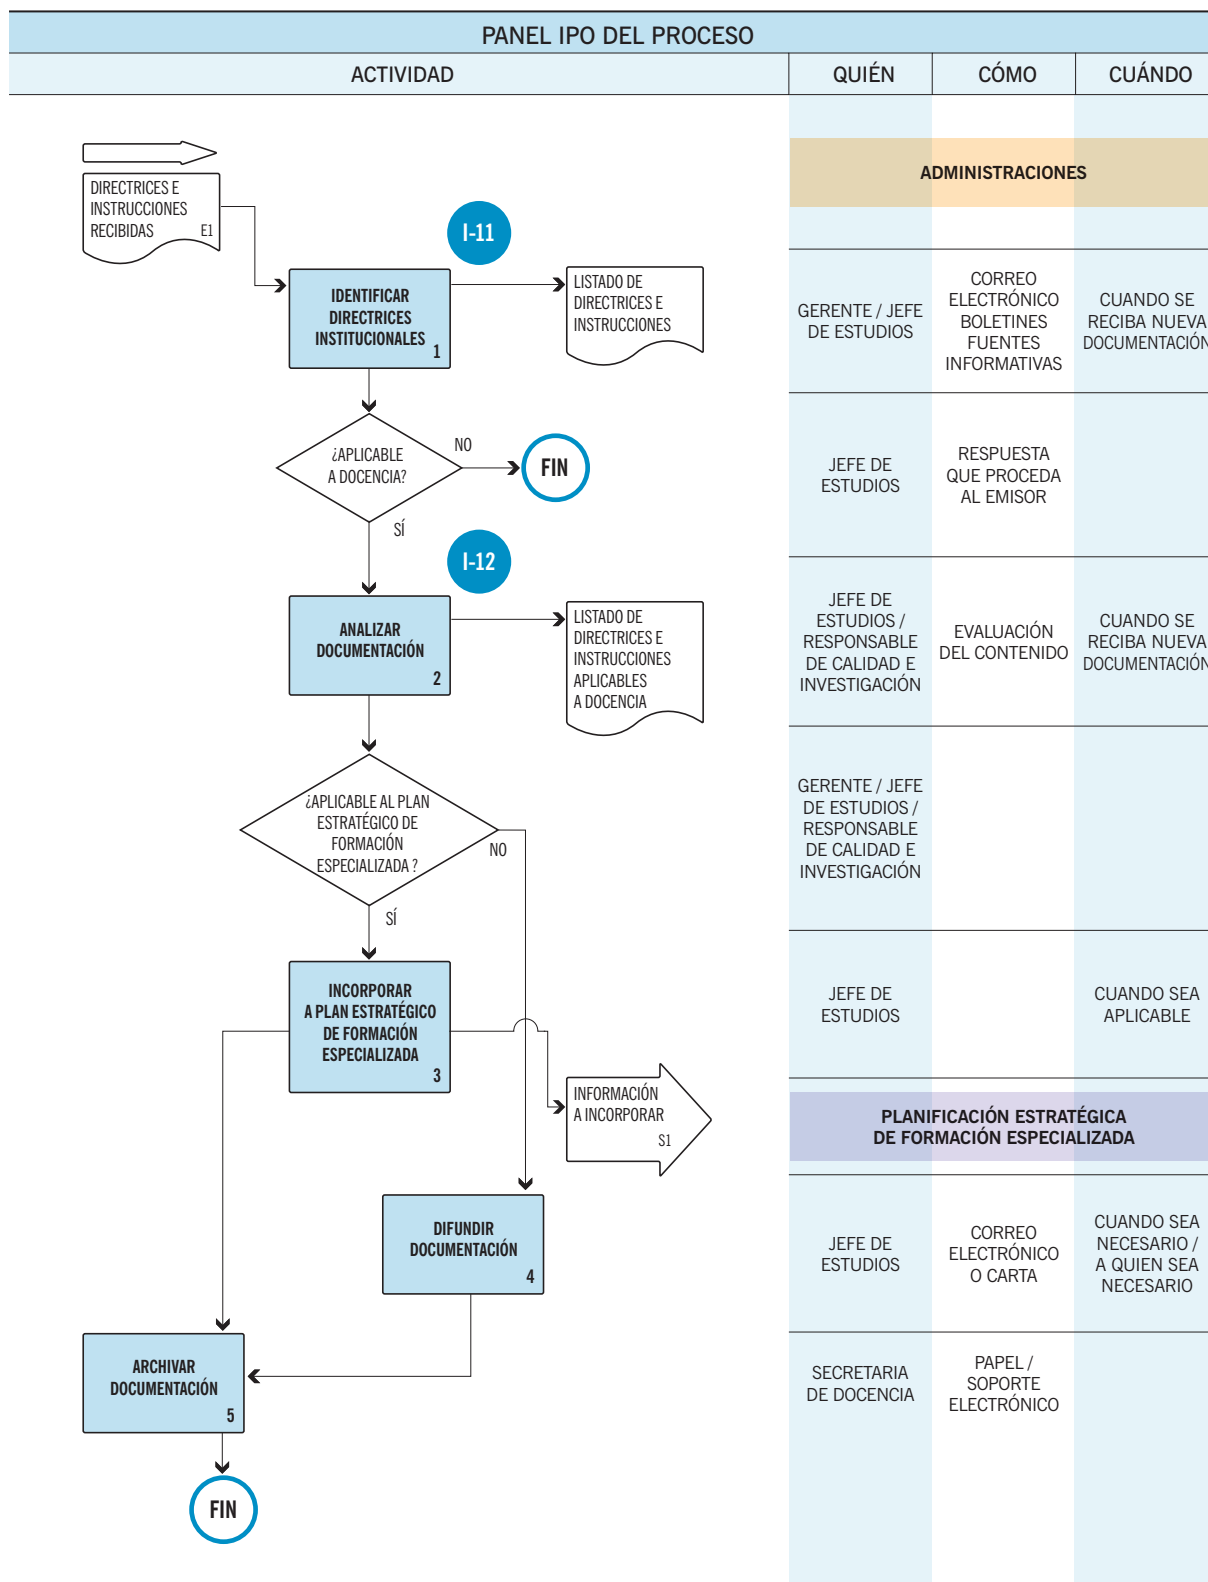 PANEL IPO DEL PROCESO
ACTIVIDAD
QUIÉN
CÓMO
CUÁNDO
DIRECTRICES E
INSTRUCCIONES
RECIBIDAS
E1
ADMINISTRACIONES
I-11
IDENTIFICAR
DIRECTRICES
INSTITUCIONALES
1
LISTADO DE
DIRECTRICES E
INSTRUCCIONES
GERENTE / JEFE
DE ESTUDIOS
CORREO
ELECTRÓNICO
BOLETINES
FUENTES
INFORMATIVAS
CUANDO SE
RECIBA NUEVA
DOCUMENTACIÓN
¿APLICABLE
A DOCENCIA?
NO
FIN
SÍ
JEFE DE
ESTUDIOS
RESPUESTA
QUE PROCEDA
AL EMISOR
I-12
ANALIZAR
DOCUMENTACIÓN
2
LISTADO DE
DIRECTRICES E
INSTRUCCIONES
APLICABLES
A DOCENCIA
JEFE DE
ESTUDIOS /
RESPONSABLE
DE CALIDAD E
INVESTIGACIÓN
EVALUACIÓN
DEL CONTENIDO
CUANDO SE
RECIBA NUEVA
DOCUMENTACIÓN
¿APLICABLE AL PLAN
ESTRATÉGICO DE
FORMACIÓN
ESPECIALIZADA ?
NO
SÍ
GERENTE / JEFE
DE ESTUDIOS /
RESPONSABLE
DE CALIDAD E
INVESTIGACIÓN
INCORPORAR
A PLAN ESTRATÉGICO
DE FORMACIÓN
ESPECIALIZADA
3
JEFE DE
ESTUDIOS
CUANDO SEA
APLICABLE
INFORMACIÓN
A INCORPORAR
S1
PLANIFICACIÓN ESTRATÉGICA
DE FORMACIÓN ESPECIALIZADA
DIFUNDIR
DOCUMENTACIÓN
4
JEFE DE
ESTUDIOS
CORREO
ELECTRÓNICO
O CARTA
CUANDO SEA
NECESARIO /
A QUIEN SEA
NECESARIO
ARCHIVAR
DOCUMENTACIÓN
5
SECRETARIA
DE DOCENCIA
PAPEL /
SOPORTE
ELECTRÓNICO
FIN